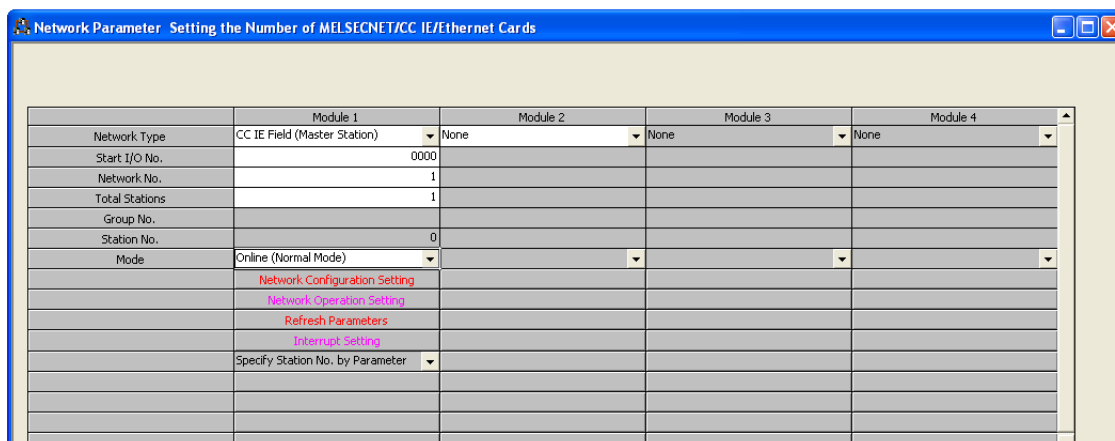 Network Parameter Setting the Number of MELSECNET/CC IE/Ethernet Cards
Module 1 Module 2 Module 3 Module 4
Network Type CC IE Field (Master Station) None None None
Start I/O No. 0000
Network No. 1
Total Stations 1
Group No.
Station No. 0
Mode Online (Normal Mode)
Network Configuration Setting
Network Operation Setting
Refresh Parameters
Interrupt Setting
Specify Station No. by Parameter